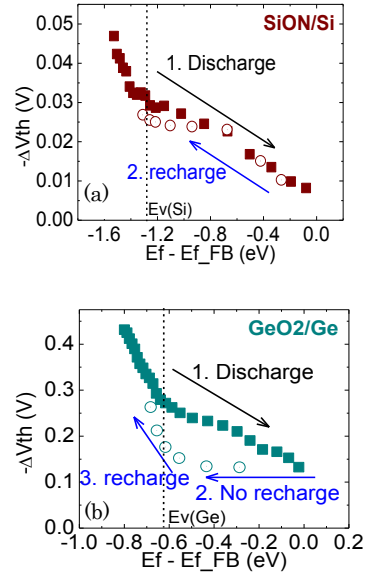 SiON/Si
0.05
0.04
0.03
0.02
0.01
0.00
-ΔVth (V)
1. Discharge
2. recharge
(a)
Ev(Si)
-1.6 -1.2 -0.8 -0.4 0.0
Ef - Ef_FB (eV)
GeO2/Ge
0.4
0.3
0.2
0.1
0.0
-ΔVth (V)
1. Discharge
3. recharge
2. No recharge
(b)
Ev(Ge)
-1.0 -0.8 -0.6 -0.4 -0.2 0.0 0.2
Ef - Ef_FB (eV)